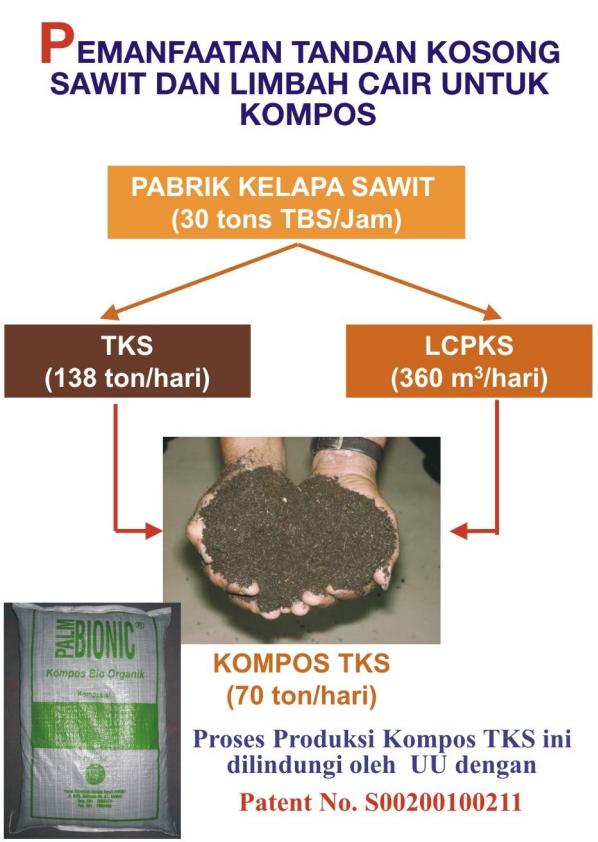 PEMANFAATAN TANDAN KOSONG
SAWIT DAN LIMBAH CAIR UNTUK
KOMPOS
PABRIK KELAPA SAWIT
(30 tons TBS/Jam)
TKS
(138 ton/hari)
LCPKS
(360 m³/hari)
PALM
BIONIC®
Kompos Bio Organik
KOMPOS TKS
(70 ton/hari)
Proses Produksi Kompos TKS ini
dilindungi oleh UU dengan
Patent No. S00200100211